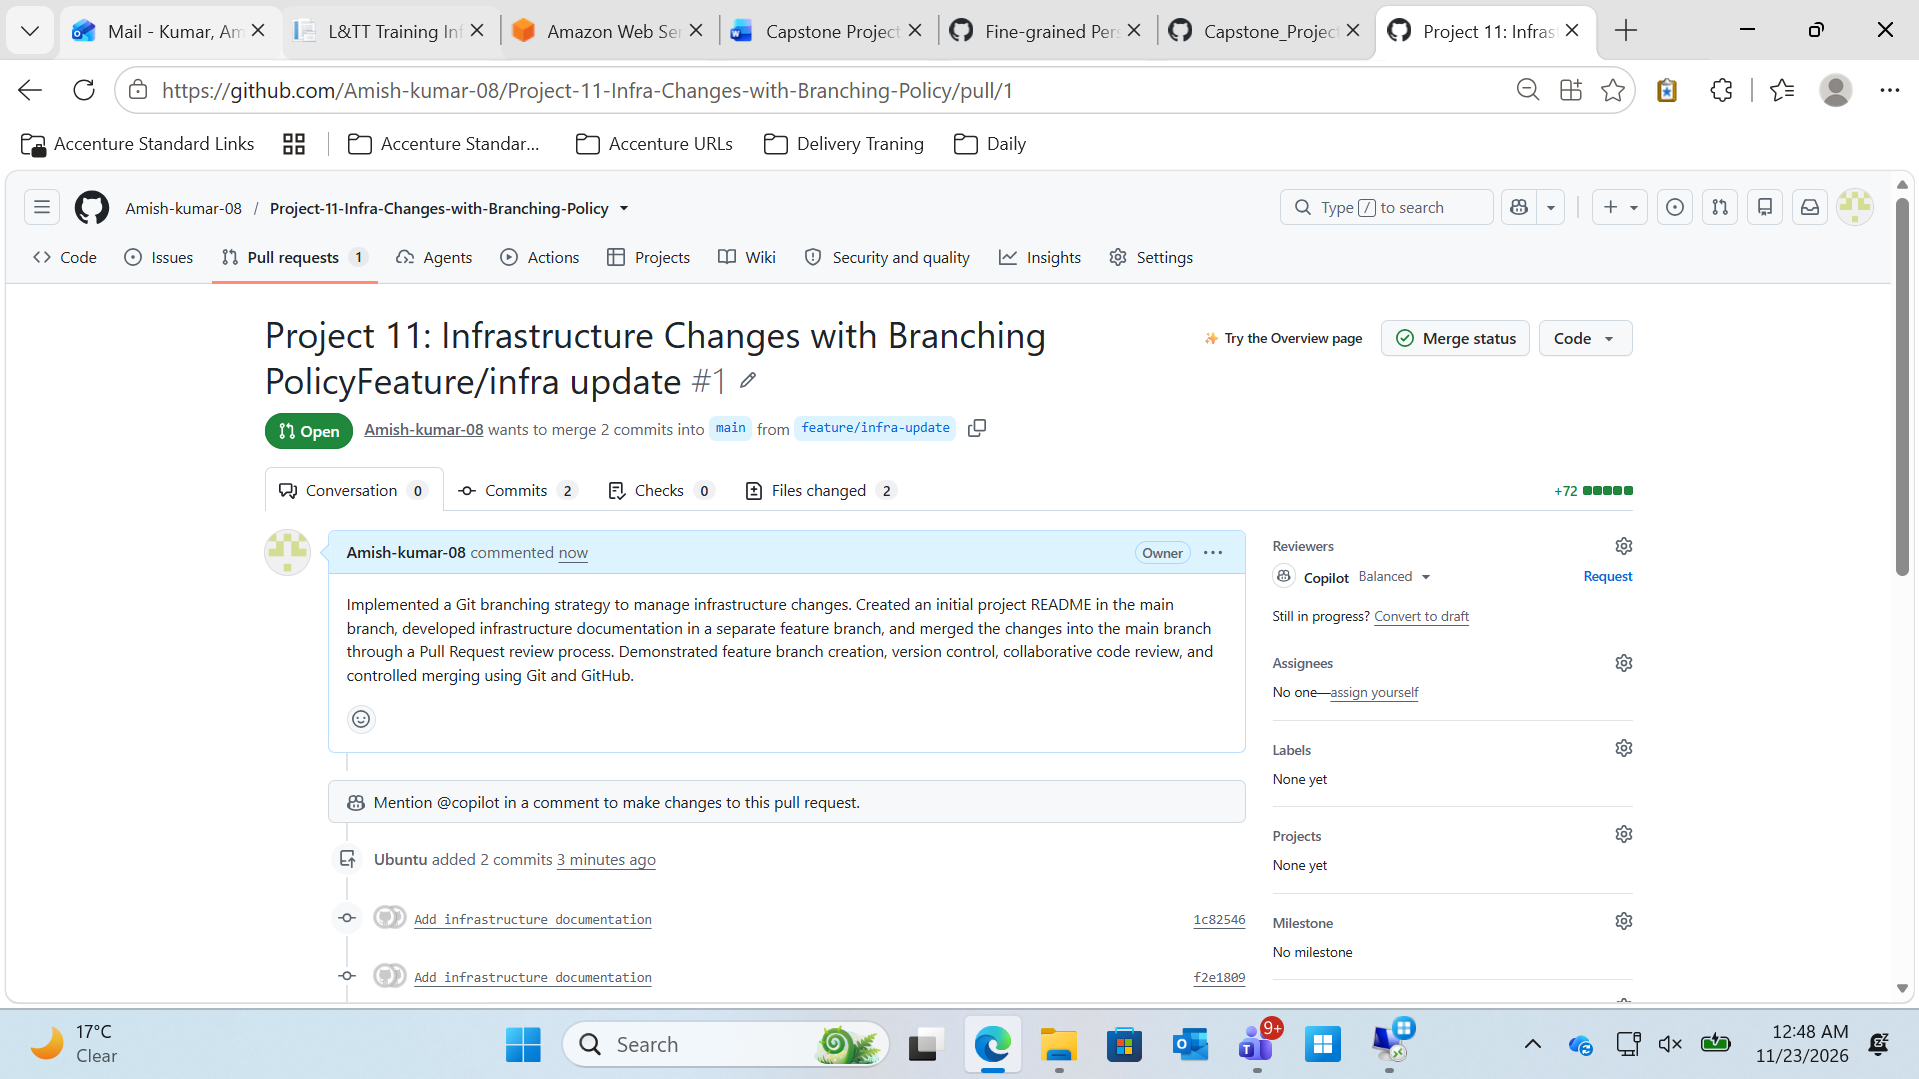 Mail - Kumar, Am
L&TT Training Inf
Amazon Web Ser
Capstone Project
Fine-grained Pers
Capstone_Project
Project 11: Infrast
https://github.com/Amish-kumar-08/Project-11-Infra-Changes-with-Branching-Policy/pull/1
Accenture Standard Links
Accenture Standar...
Accenture URLs
Delivery Traning
Daily
Amish-kumar-08 / Project-11-Infra-Changes-with-Branching-Policy
Type / to search
Code
Issues
Pull requests 1
Agents
Actions
Projects
Wiki
Security and quality
Insights
Settings
Project 11: Infrastructure Changes with Branching
PolicyFeature/infra update #1
Try the Overview page
Merge status
Code
Open
Amish-kumar-08 wants to merge 2 commits into main from feature/infra-update
Conversation 0
Commits 2
Checks 0
Files changed 2
+72
Amish-kumar-08 commented now
Owner
Implemented a Git branching strategy to manage infrastructure changes. Created an initial project README in the main
branch, developed infrastructure documentation in a separate feature branch, and merged the changes into the main branch
through a Pull Request review process. Demonstrated feature branch creation, version control, collaborative code review, and
controlled merging using Git and GitHub.
Mention @copilot in a comment to make changes to this pull request.
Ubuntu added 2 commits 3 minutes ago
Add infrastructure documentation 1c82546
Add infrastructure documentation f2e1809
Reviewers
Copilot Balanced Request
Still in progress? Convert to draft
Assignees
No one—assign yourself
Labels
None yet
Projects
None yet
Milestone
No milestone
17°C
Clear
Search
9+
12:48 AM
11/23/2026